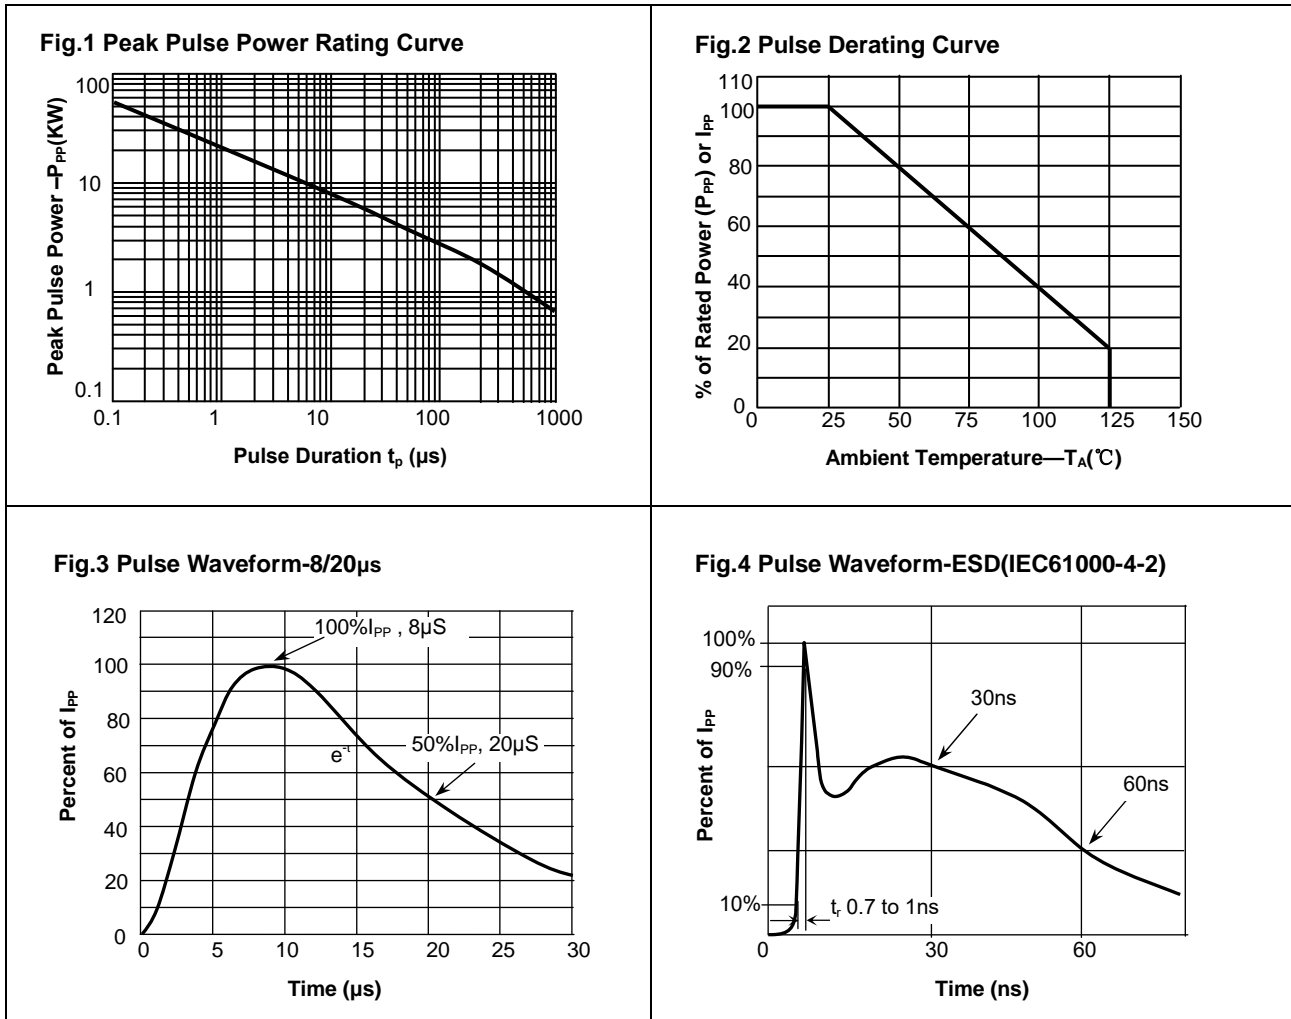 Fig.1 Peak Pulse Power Rating Curve
Peak Pulse Power –PPP(KW)
100
10
1
0.1
0.1 1 10 100 1000
Pulse Duration tp (µs)
Fig.2 Pulse Derating Curve
% of Rated Power (PPP) or IPP
110
100
80
60
40
20
0
0 25 50 75 100 125 150
Ambient Temperature—TA(℃)
Fig.3 Pulse Waveform-8/20µs
Percent of IPP
120
100
80
60
40
20
0
100%IPP , 8µS
e-t
50%IPP, 20µS
0 5 10 15 20 25 30
Time (µs)
Fig.4 Pulse Waveform-ESD(IEC61000-4-2)
Percent of IPP
100%
90%
10%
30ns
60ns
tr 0.7 to 1ns
0 30 60
Time (ns)